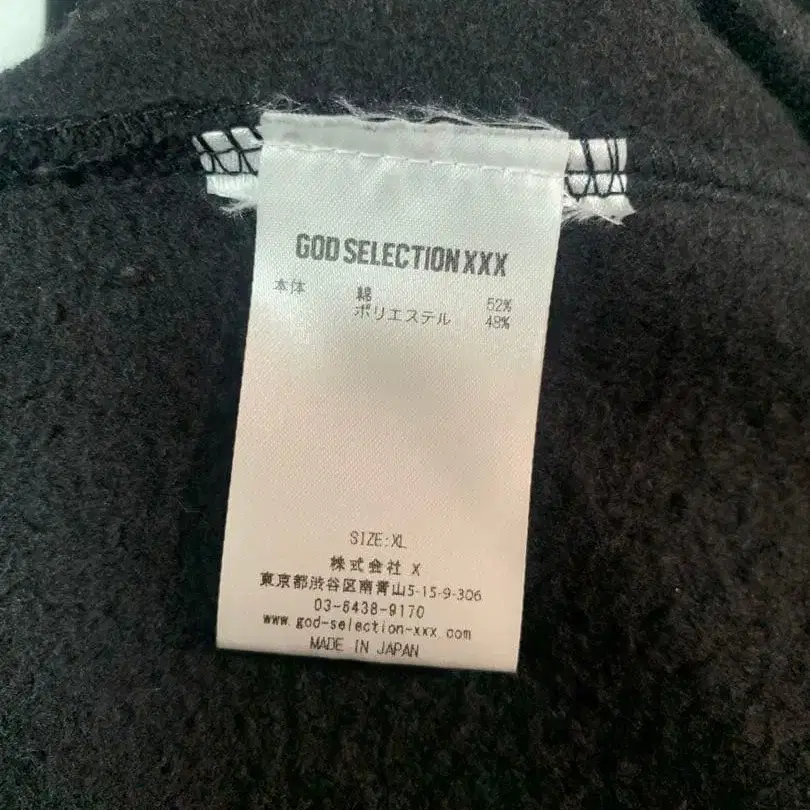 GOD SELECTION XXX
本体 綿 52%
ポリエステル 48%
SIZE:XL
株式会社 X
東京都渋谷区南青山5-15-9-306
03-6438-9170
www.god-selection-xxx.com
MADE IN JAPAN